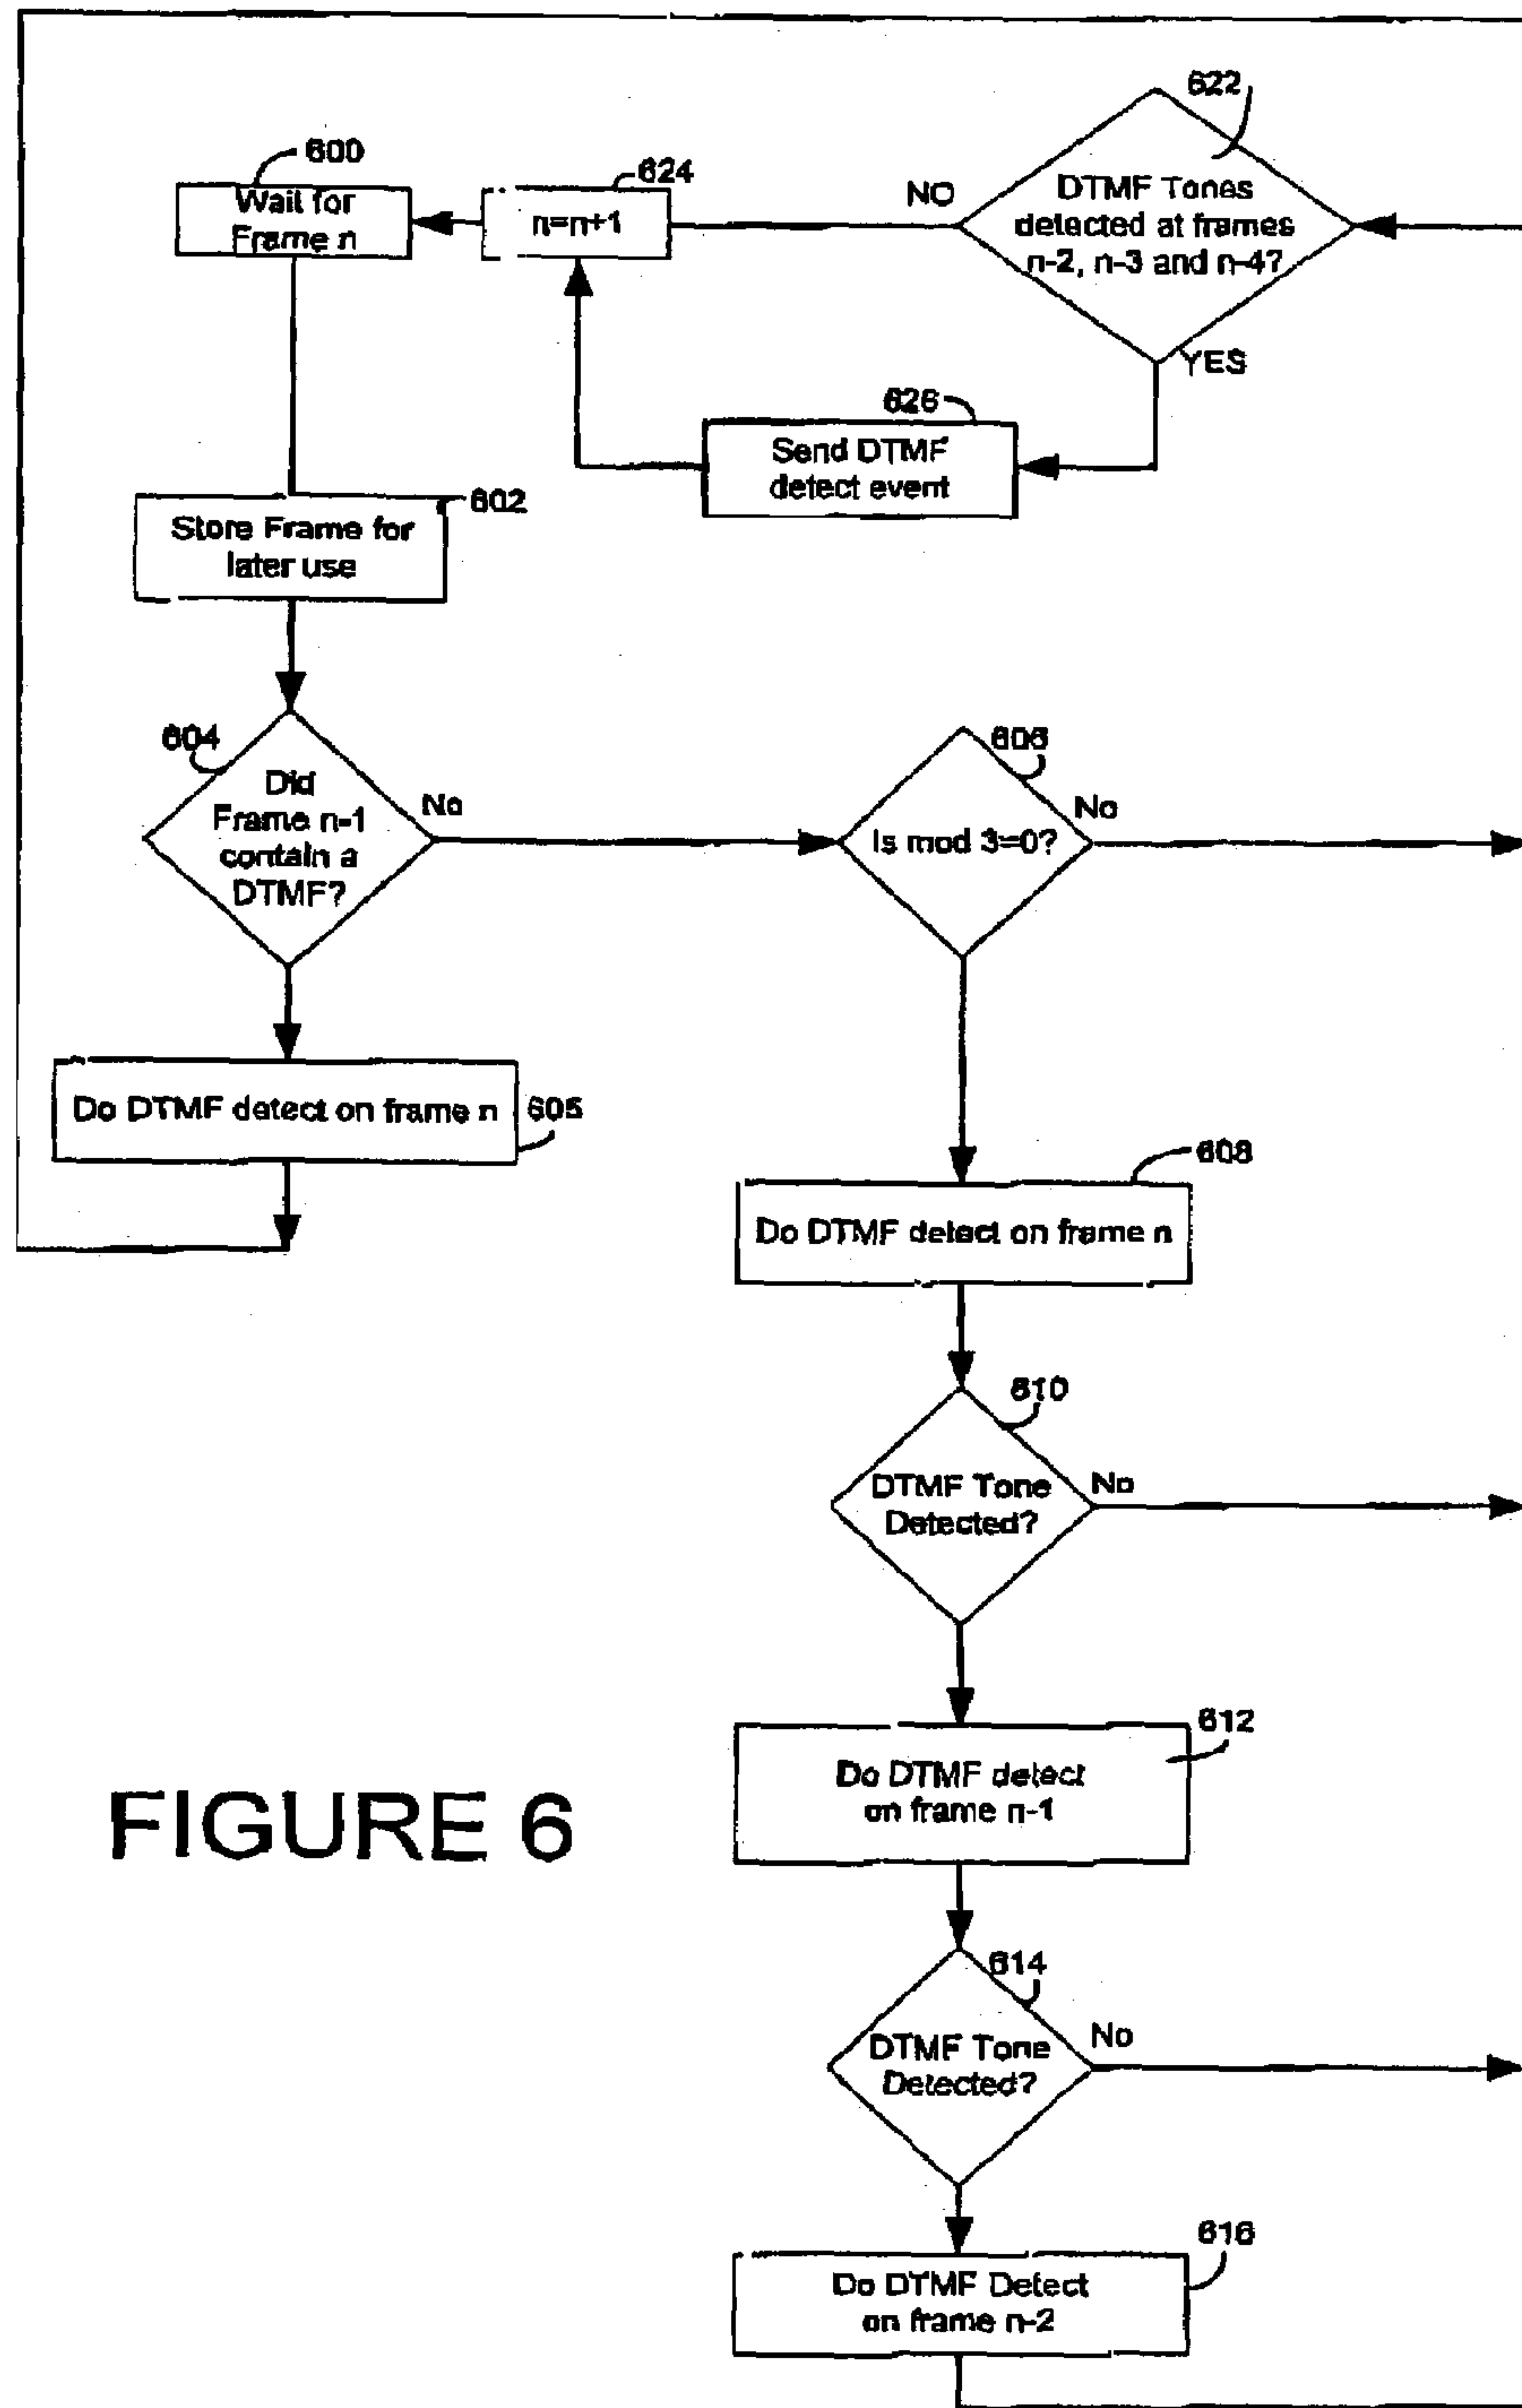 622
600
624
Wait for
Frame n
n=n+1
NO
DTMF Tones
detected at frames
n-2, n-3 and n-4?
YES
626
Send DTMF
detect event
602
Store Frame for
later use
604
Did
Frame n-1
contain a
DTMF?
No
606
Is mod 3=0?
No
Do DTMF detect on frame n
605
608
Do DTMF detect on frame n
610
DTMF Tone
Detected?
No
612
Do DTMF detect
on frame n-1
FIGURE 6
614
DTMF Tone
Detected?
No
616
Do DTMF Detect
on frame n-2